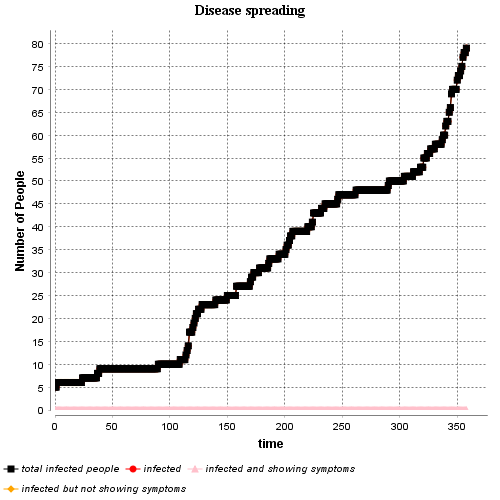 Disease spreading
Number of People
80
75
70
65
60
55
50
45
40
35
30
25
20
15
10
5
0
0 50 100 150 200 250 300 350
time
total infected people infected infected and showing symptoms
infected but not showing symptoms